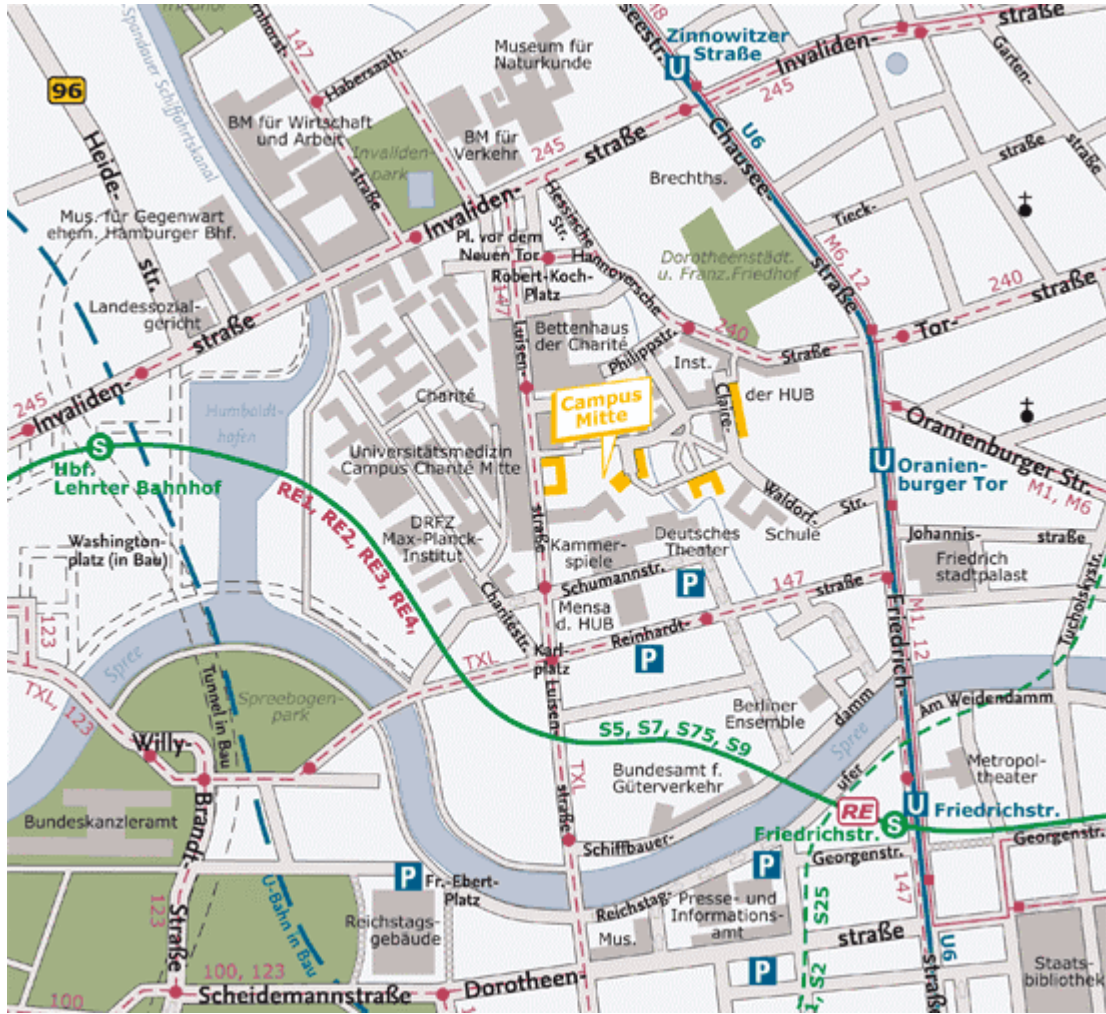 Spandauer Schiffahrtskanal
147
Habersaath-
Museum für
Naturkunde
Zinnowitzer
Straße
U
Invaliden-
straße
245
Garten-
straße
96
Heide-
str.
BM für Wirtschaft
und Arbeit
Invaliden-
park
straße
BM für
Verkehr
245
straße
Chaussee-
straße
U6
Brechths.
straße
Tieck-
Mus. für Gegenwart
ehem. Hamburger Bhf.
Invaliden-
Hessische
Str.
Pl. vor dem
Neuen Tor
Hannoversche
Robert-Koch-
Platz
Dorotheenstädt.
u. Franz.Friedhof
M6, 12
240
straße
Landessozial-
gericht
straße
147
Luisen-
Bettenhaus
der Charité
Philippstr.
240
Straße
Tor-
Inst.
der HUB
Claire-
Invaliden-
245
Humboldt-
hafen
Charité
Campus
Mitte
Universitätsmedizin
Campus Charité Mitte
Oranienburger Str.
M1, M6
S
Hbf.
Lehrter Bahnhof
U
Oranien-
burger Tor
RE1, RE2, RE3, RE4,
Waldorf-
Str.
Schule
Washington-
platz (in Bau)
DRFZ
Max-Planck-
Institut
straße
Kammer-
spiele
Deutsches
Theater
Johannis-
straße
Friedrich
stadtpalast
Schumannstr.
P
147
straße
Tucholskystr.
Charitéstr.
Mensa
d. HUB
Reinhardt-
M1, 12
Friedrich-
123
TXL
Karl-
platz
P
TXL, 123
Spree
Tunnel in Bau
Spreebogen-
park
Luisen-
Berliner
Ensemble
damm
Spree
Am Weidendamm
Willy-
S5, S7, S75, S9
Metropol-
theater
Brandt-
TXL
Bundesamt f.
Güterverkehr
ufer
RE
U
Friedrichstr.
S
Friedrichstr.
Bundeskanzleramt
straße
Schiffbauer-
Georgenstr.
Georgenstr.
P
Fr.-Ebert-
Platz
P
123
Straße
U-Bahn in Bau
Reichstags-
gebäude
Reichstag-
Presse- und
Informations-
amt
Mus.
S25
147
straße
U6
100, 123
P
100
Scheidemannstraße
Dorotheen-
1, S2
straße
Staats-
bibliothek